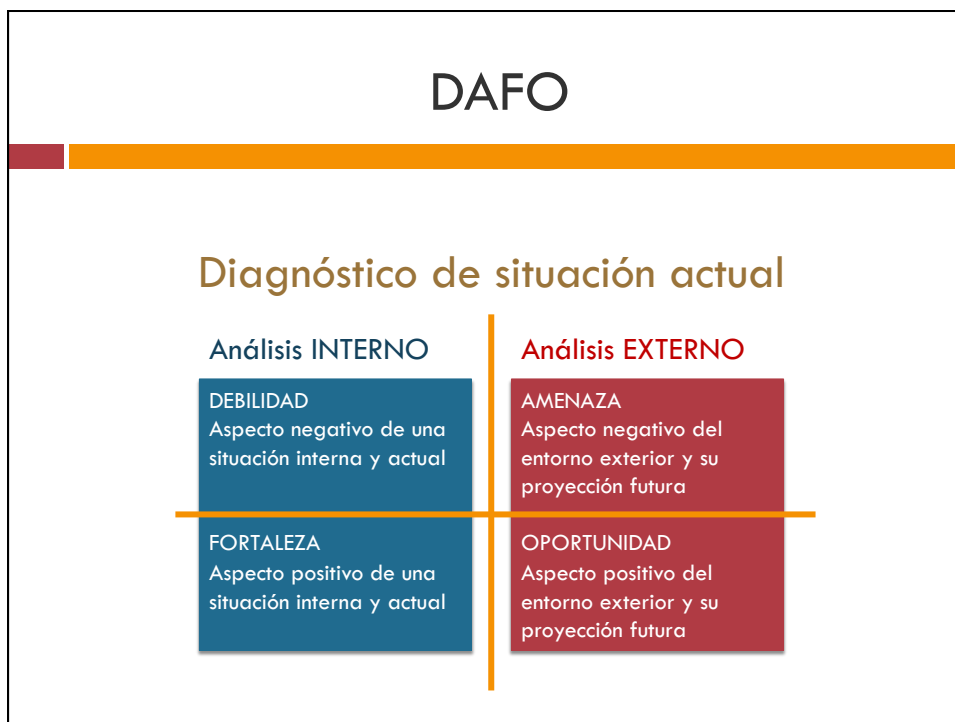 DAFO
Diagnóstico de situación actual
Análisis INTERNO
DEBILIDAD
Aspecto negativo de una
situación interna y actual
FORTALEZA
Aspecto positivo de una
situación interna y actual
Análisis EXTERNO
AMENAZA
Aspecto negativo del
entorno exterior y su
proyección futura
OPORTUNIDAD
Aspecto positivo del
entorno exterior y su
proyección futura